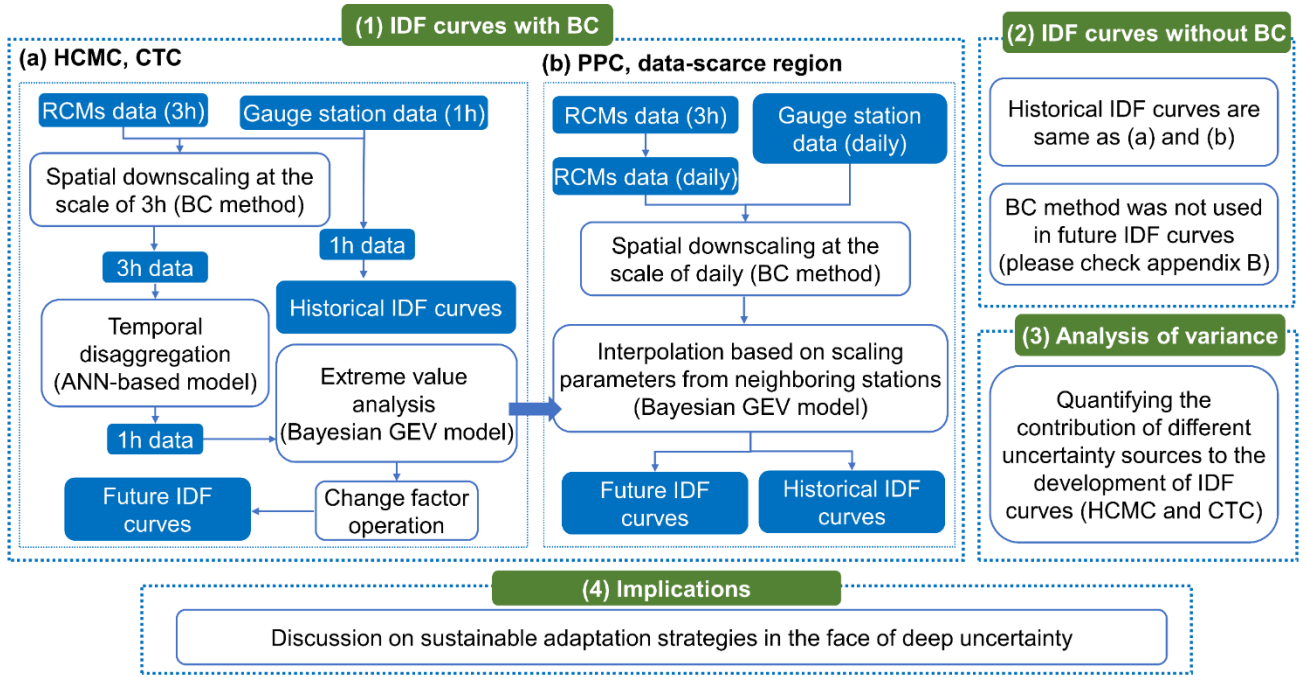 (1) IDF curves with BC
(a) HCMC, CTC
RCMs data (3h)
Gauge station data (1h)
Spatial downscaling at the
scale of 3h (BC method)
3h data
1h data
Historical IDF curves
Temporal
disaggregation
(ANN-based model)
1h data
Extreme value
analysis
(Bayesian GEV model)
Future IDF
curves
Change factor
operation
(b) PPC, data-scarce region
RCMs data (3h)
Gauge station
data (daily)
RCMs data (daily)
Spatial downscaling at the
scale of daily (BC method)
Interpolation based on scaling
parameters from neighboring stations
(Bayesian GEV model)
Future IDF
curves
Historical IDF
curves
(2) IDF curves without BC
Historical IDF curves are
same as (a) and (b)
BC method was not used
in future IDF curves
(please check appendix B)
(3) Analysis of variance
Quantifying the
contribution of different
uncertainty sources to the
development of IDF
curves (HCMC and CTC)
(4) Implications
Discussion on sustainable adaptation strategies in the face of deep uncertainty